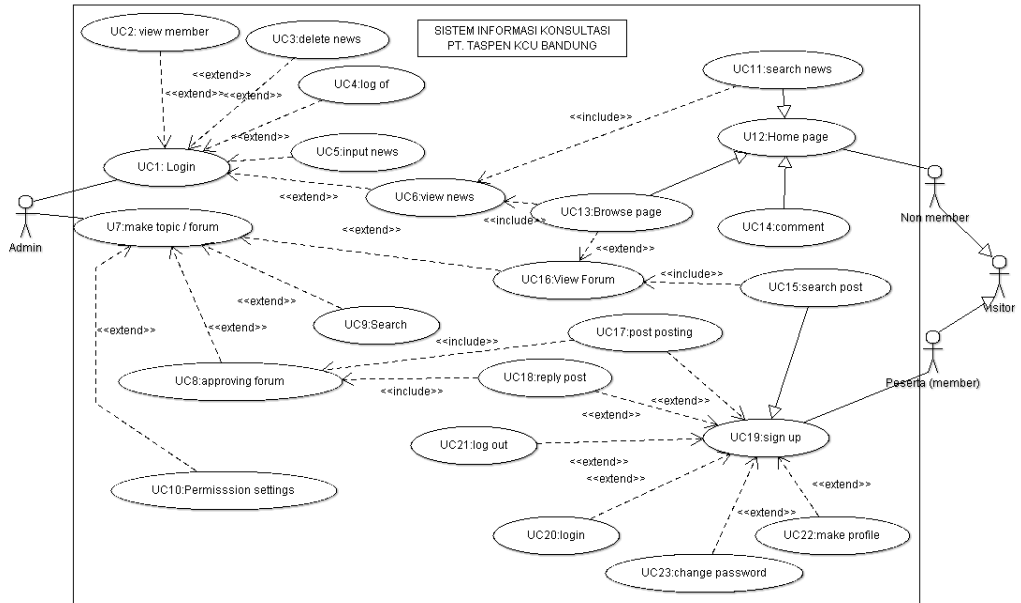 SISTEM INFORMASI KONSULTASI
PT. TASPEN KCU BANDUNG
UC2: view member
UC3:delete news
<<extend>>
<<extend>>
<<extend>>
UC4:log of
<<extend>>
UC5:input news
UC1: Login
<<extend>>
UC6:view news
UC11:search news
<<include>>
U12:Home page
Non member
UC13:Browse page
<<include>>
UC14:comment
Admin
U7:make topic / forum
<<extend>>
<<extend>>
UC16:View Forum
<<include>>
UC15:search post
Visitor
<<extend>>
<<extend>>
UC9:Search
<<extend>>
UC17:post posting
<<include>>
UC8:approving forum
UC18:reply post
<<include>>
Peserta (member)
<<extend>>
<<extend>>
UC19:sign up
UC21:log out
<<extend>>
<<extend>>
UC10:Permisssion settings
<<extend>>
<<extend>>
UC20:login
UC22:make profile
UC23:change password